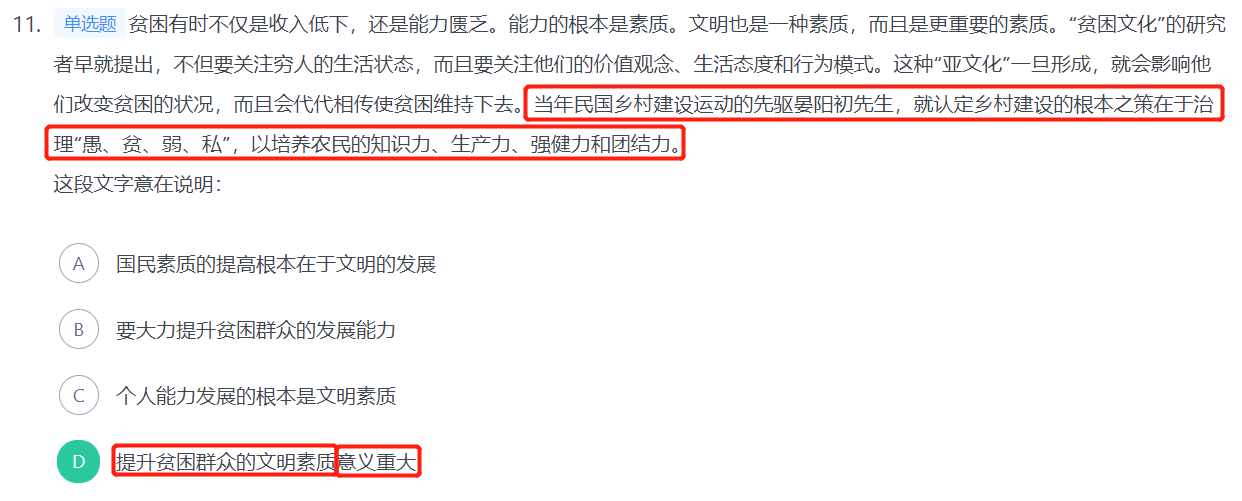 11. 单选题 贫困有时不仅是收入低下，还是能力匮乏。能力的根本是素质。文明也是一种素质，而且是更重要的素质。“贫困文化”的研究
者早就提出，不但要关注穷人的生活状态，而且要关注他们的价值观念、生活态度和行为模式。这种“亚文化”一旦形成，就会影响他
们改变贫困的状况，而且会代代相传使贫困维持下去。当年民国乡村建设运动的先驱晏阳初先生，就认定乡村建设的根本之策在于治
理“愚、贫、弱、私”，以培养农民的知识力、生产力、强健力和团结力。
这段文字意在说明：
A 国民素质的提高根本在于文明的发展
B 要大力提升贫困群众的发展能力
C 个人能力发展的根本是文明素质
D 提升贫困群众的文明素质意义重大